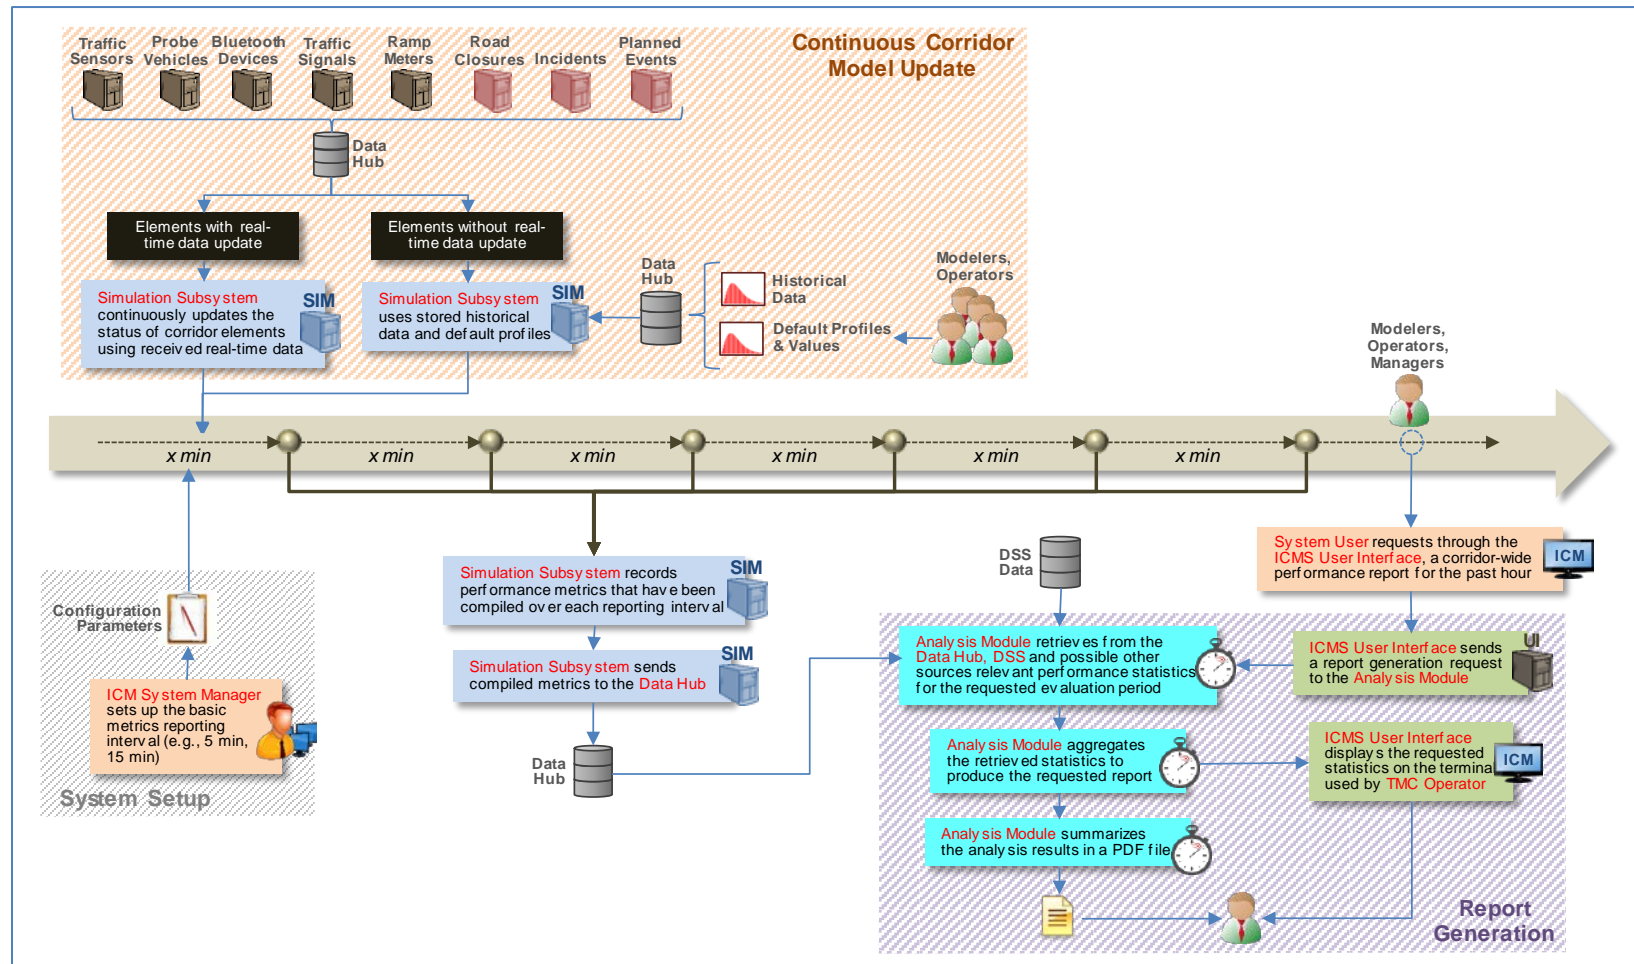 Continuous Corridor
Model Update
Traffic
Sensors
Probe
Vehicles
Bluetooth
Devices
Traffic
Signals
Ramp
Meters
Road
Closures
Incidents
Planned
Events
Data
Hub
Elements with real-
time data update
Elements without real-
time data update
Simulation Subsystem
continuously updates the
status of corridor elements
using received real-time data
SIM
Simulation Subsystem
uses stored historical
data and default profiles
SIM
Data
Hub
Historical
Data
Default Profiles
& Values
Modelers,
Operators
Modelers,
Operators,
Managers
x min
x min
x min
x min
x min
x min
Configuration
Parameters
ICM System Manager
sets up the basic
metrics reporting
interval (e.g., 5 min,
15 min)
System Setup
Simulation Subsystem records
performance metrics that have been
compiled over each reporting interval
SIM
Simulation Subsystem sends
compiled metrics to the Data Hub
SIM
Data
Hub
DSS
Data
System User requests through the
ICMS User Interface, a corridor-wide
performance report for the past hour
ICM
Analysis Module retrieves from the
Data Hub, DSS and possible other
sources relevant performance statistics
for the requested evaluation period
ICMS User Interface sends
a report generation request
to the Analysis Module
UI
Analysis Module aggregates
the retrieved statistics to
produce the requested report
ICMS User Interface
displays the requested
statistics on the terminal
used by TMC Operator
ICM
Analysis Module summarizes
the analysis results in a PDF file
Report
Generation